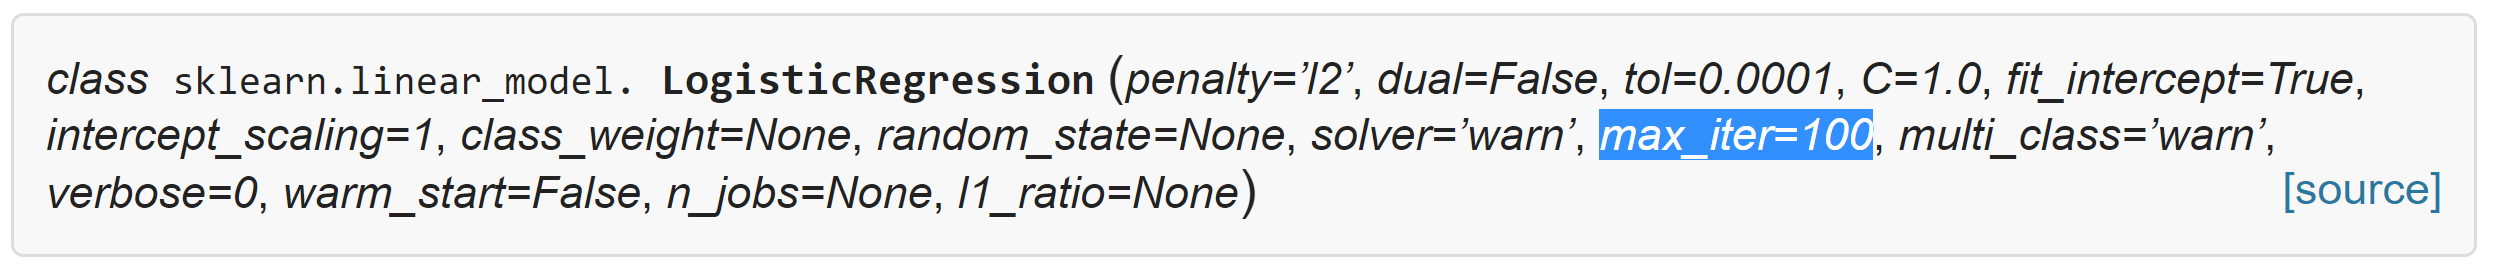 class sklearn.linear_model. LogisticRegression (penalty=’l2’, dual=False, tol=0.0001, C=1.0, fit_intercept=True,
intercept_scaling=1, class_weight=None, random_state=None, solver=’warn’, max_iter=100, multi_class=’warn’,
verbose=0, warm_start=False, n_jobs=None, l1_ratio=None) [source]